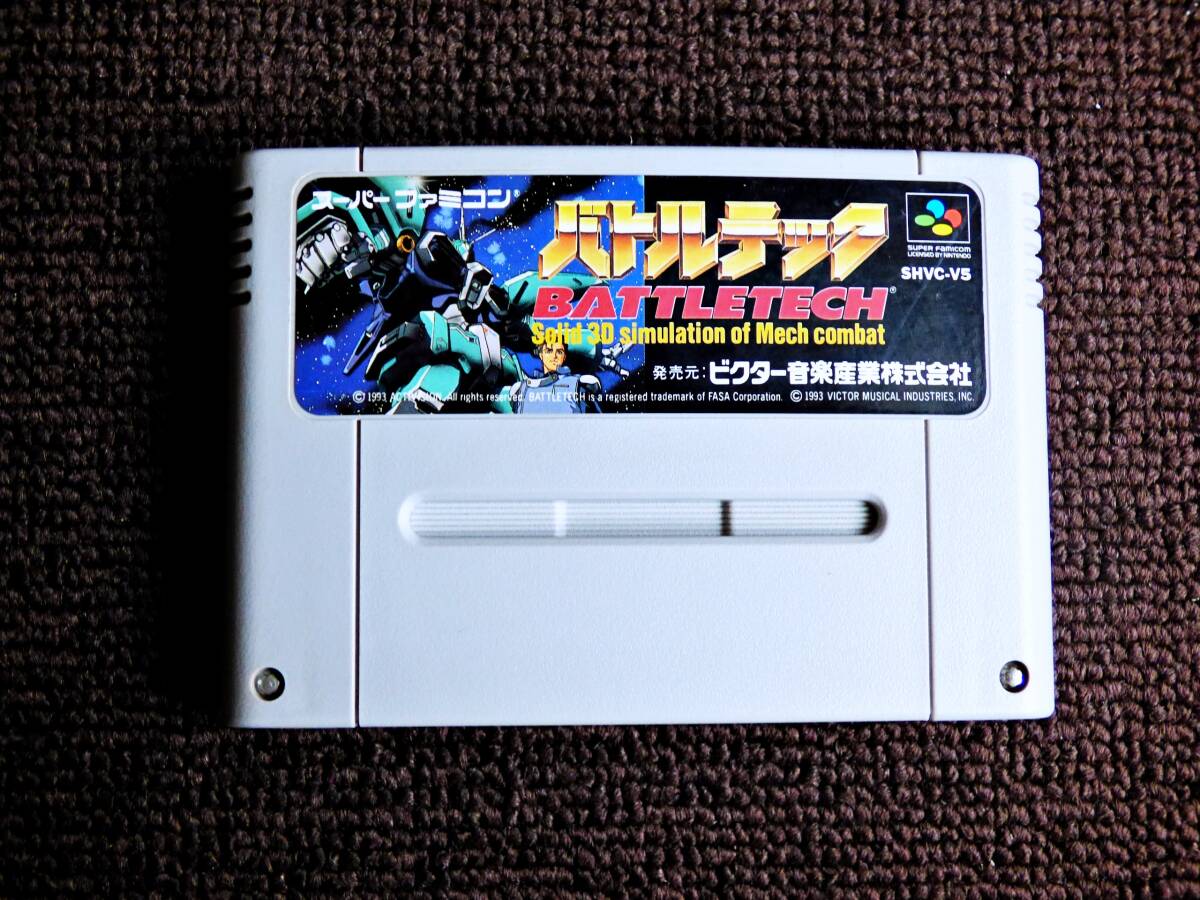 スーパーファミコン®
バトルテック
BATTLETECH®
Solid 3D simulation of Mech combat
SUPER FAMICOM
LICENSED BY NINTENDO
SHVC-V5
発売元:ビクター音楽産業株式会社
©1993 ACTIVISION. All rights reserved. BATTLETECH is a registered trademark of FASA Corporation. ©1993 VICTOR MUSICAL INDUSTRIES, INC.